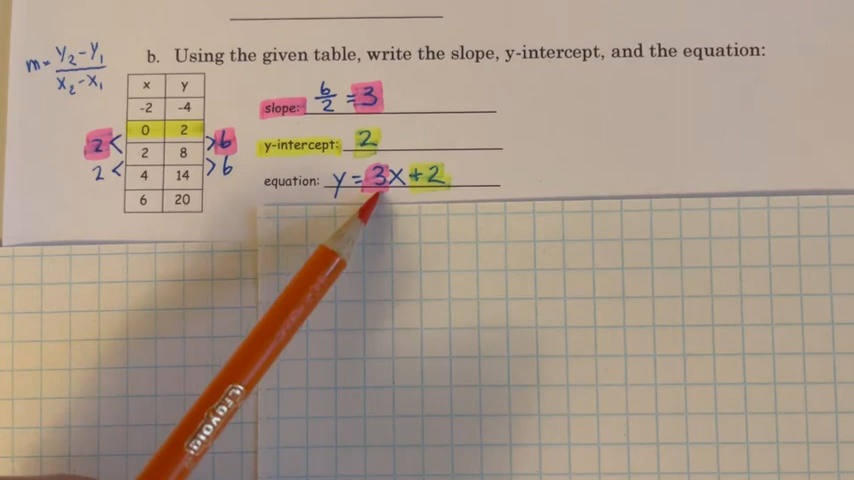 m = y₂-y₁ / x₂-x₁
b. Using the given table, write the slope, y-intercept, and the equation:
x y
-2 -4
0 2
2 8
4 14
6 20
2 < > 6
2 < > 6
slope: 6/2 = 3
y-intercept: 2
equation: y = 3x + 2
Crayola